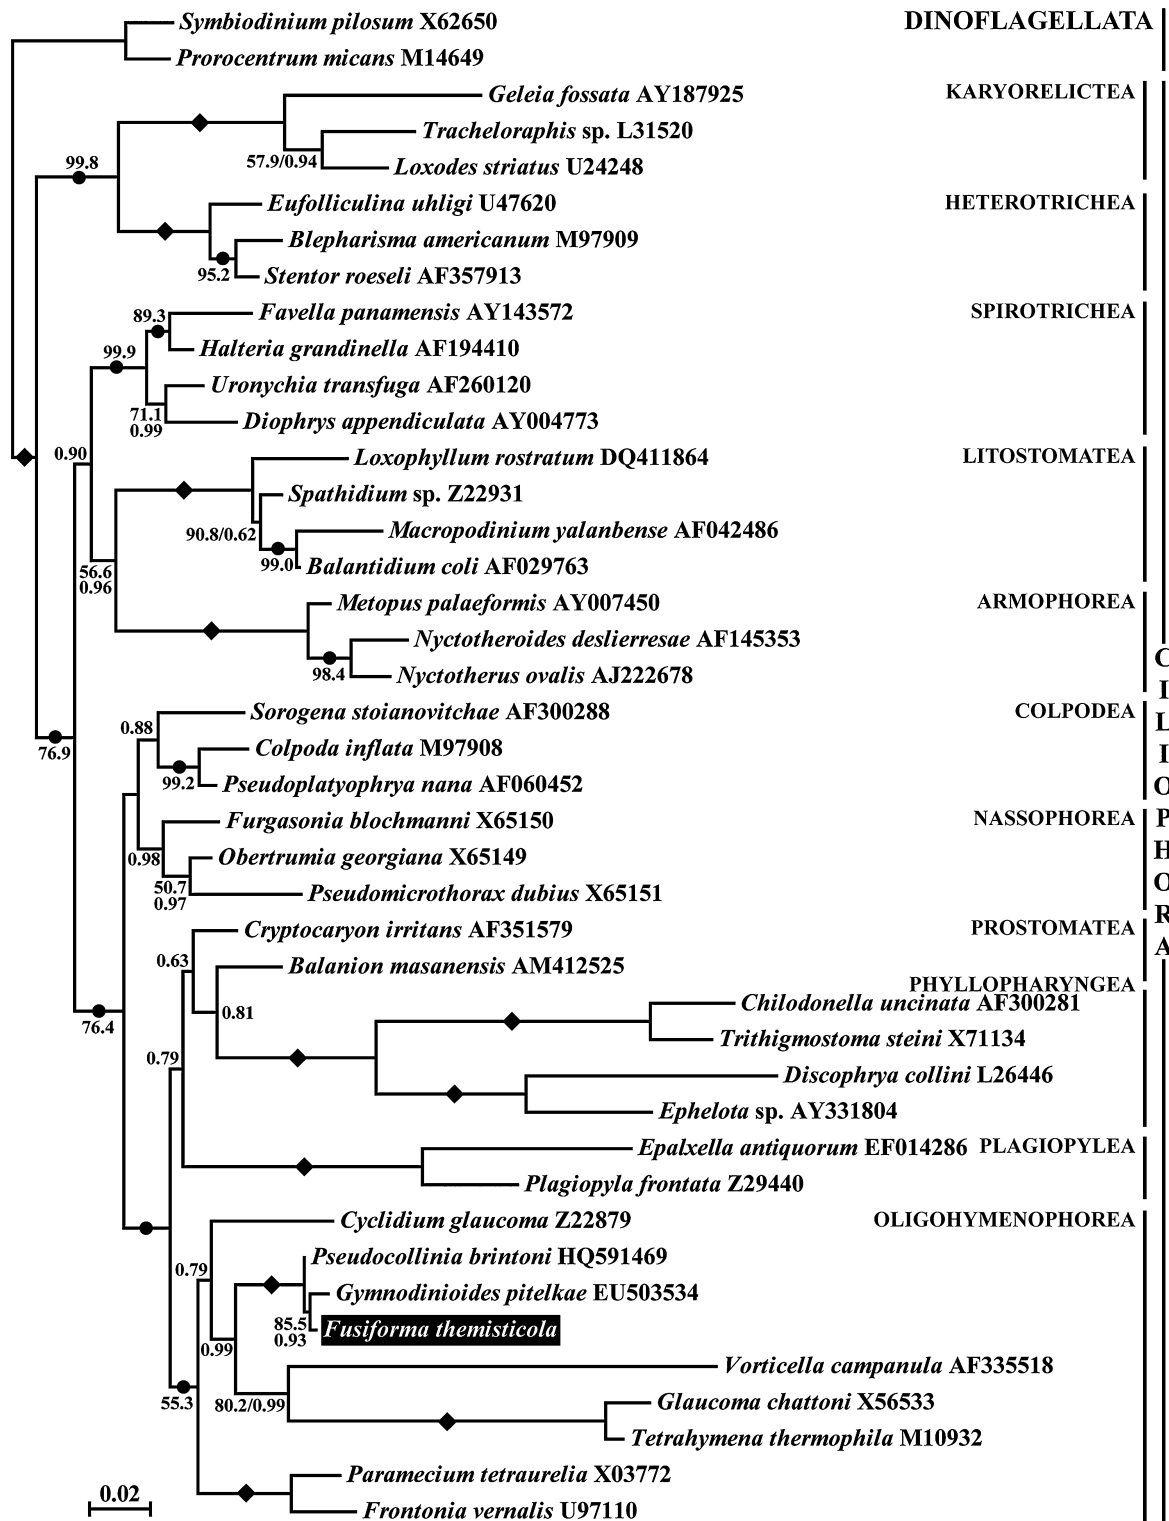 Symbiodinium pilosum X62650 DINOFLAGELLATA
Prorocentrum micans M14649
Geleia fossata AY187925 KARYORELICTEA
Tracheloraphis sp. L31520
57.9/0.94
Loxodes striatus U24248
99.8
Eufolliculina uhligi U47620 HETEROTRICHEA
Blepharisma americanum M97909
95.2
Stentor roeseli AF357913
Favella panamensis AY143572 SPIROTRICHEA
89.3
Halteria grandinella AF194410
99.9
Uronychia transfuga AF260120
71.1
0.99
Diophrys appendiculata AY004773
0.90
Loxophyllum rostratum DQ411864 LITOSTOMATEA
Spathidium sp. Z22931
90.8/0.62
Macropodinium yalanbense AF042486
99.0
Balantidium coli AF029763
56.6
0.96
Metopus palaeformis AY007450 ARMOPHOREA
Nyctotheroides deslierresae AF145353
98.4
Nyctotherus ovalis AJ222678
Sorogena stoianovitchae AF300288 COLPODEA
0.88
Colpoda inflata M97908
76.9
99.2
Pseudoplatyophrya nana AF060452
Furgasonia blochmanni X65150 NASSOPHOREA
0.98
Obertrumia georgiana X65149
50.7
0.97
Pseudomicrothorax dubius X65151
Cryptocaryon irritans AF351579 PROSTOMATEA
0.63
Balanion masanensis AM412525
PHYLLOPHARYNGEA
Chilodonella uncinata AF300281
0.81
76.4
Trithigmostoma steini X71134
0.79
Discophrya collini L26446
Ephelota sp. AY331804
Epalxella antiquorum EF014286 PLAGIOPYLEA
Plagiopyla frontata Z29440
Cyclidium glaucoma Z22879 OLIGOHYMENOPHOREA
Pseudocollinia brintoni HQ591469
0.79
Gymnodinioides pitelkae EU503534
85.5
0.93
Fusiforma themisticola
0.99
Vorticella campanula AF335518
55.3
80.2/0.99
Glaucoma chattoni X56533
Tetrahymena thermophila M10932
Paramecium tetraurelia X03772
0.02
Frontonia vernalis U97110
C
I
L
I
O
P
H
O
R
A